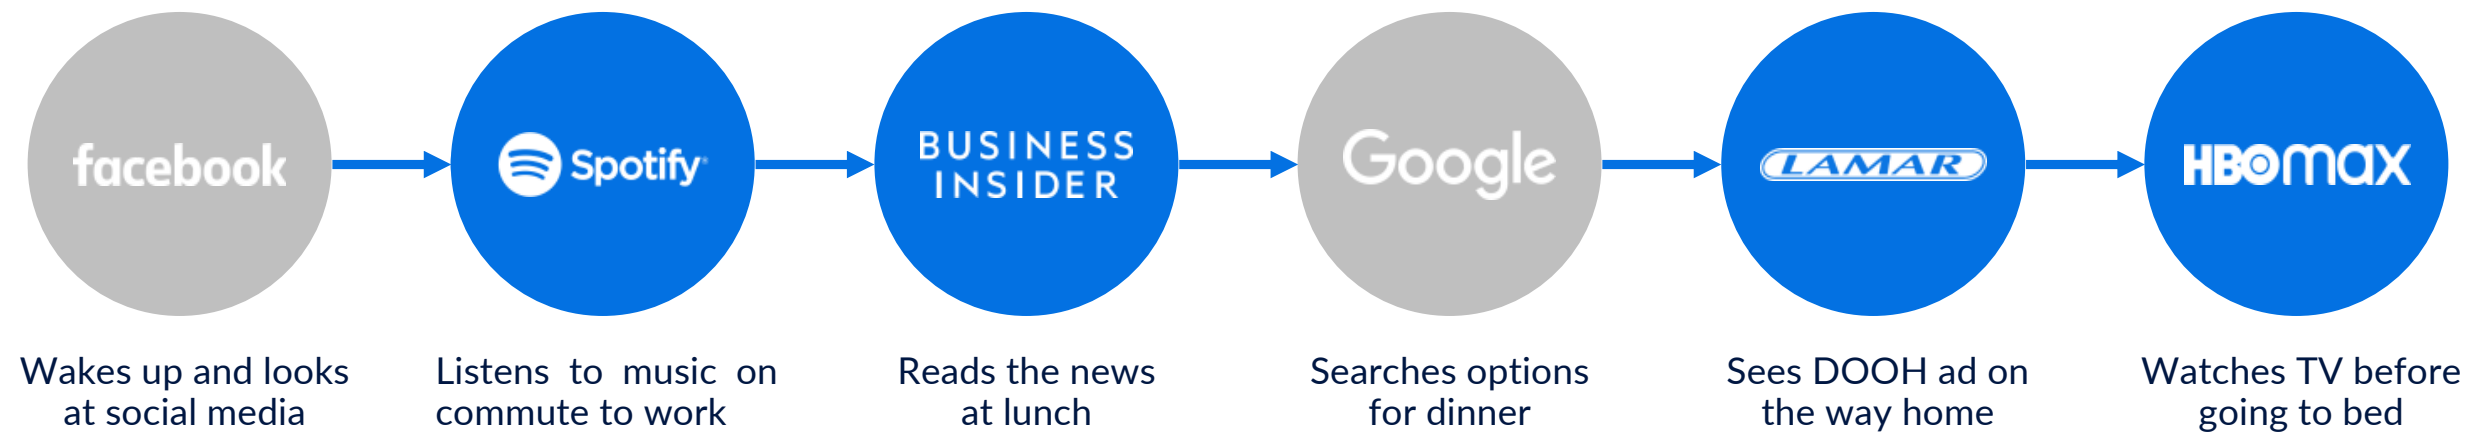 facebook
Spotify
BUSINESS
INSIDER
Google
LAMAR
HBOmax
Wakes up and looks
at social media
Listens to music on
commute to work
Reads the news
at lunch
Searches options
for dinner
Sees DOOH ad on
the way home
Watches TV before
going to bed